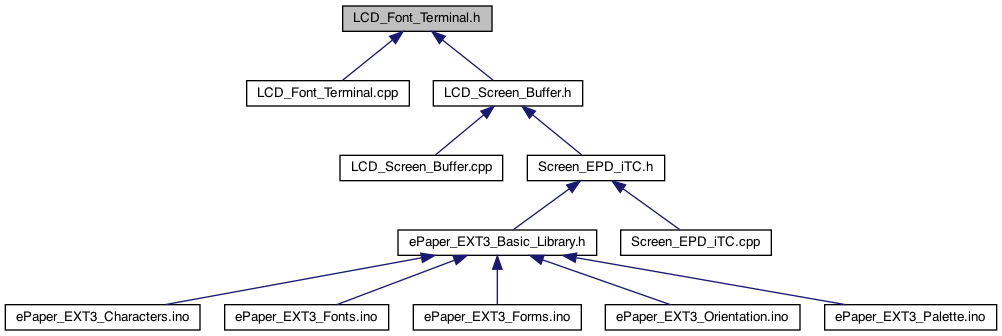 LCD_Font_Terminal.h
LCD_Font_Terminal.cpp
LCD_Screen_Buffer.h
LCD_Screen_Buffer.cpp
Screen_EPD_iTC.h
ePaper_EXT3_Basic_Library.h
Screen_EPD_iTC.cpp
ePaper_EXT3_Characters.ino
ePaper_EXT3_Fonts.ino
ePaper_EXT3_Forms.ino
ePaper_EXT3_Orientation.ino
ePaper_EXT3_Palette.ino